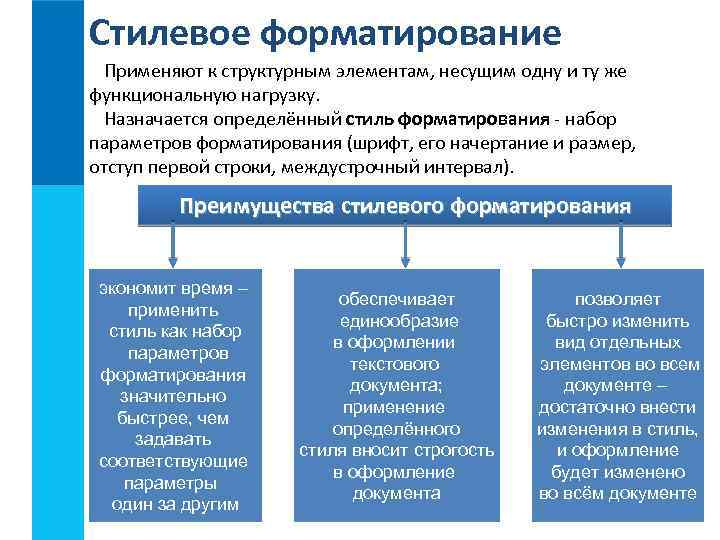 Стилевое форматирование
Применяют к структурным элементам, несущим одну и ту же
функциональную нагрузку.
Назначается определённый стиль форматирования - набор
параметров форматирования (шрифт, его начертание и размер,
отступ первой строки, междустрочный интервал).
Преимущества стилевого форматирования
экономит время –
применить
стиль как набор
параметров
форматирования
значительно
быстрее, чем
задавать
соответствующие
параметры
один за другим
обеспечивает
единообразие
в оформлении
текстового
документа;
применение
определённого
стиля вносит строгость
в оформление
документа
позволяет
быстро изменить
вид отдельных
элементов во всем
документе –
достаточно внести
изменения в стиль,
и оформление
будет изменено
во всём документе